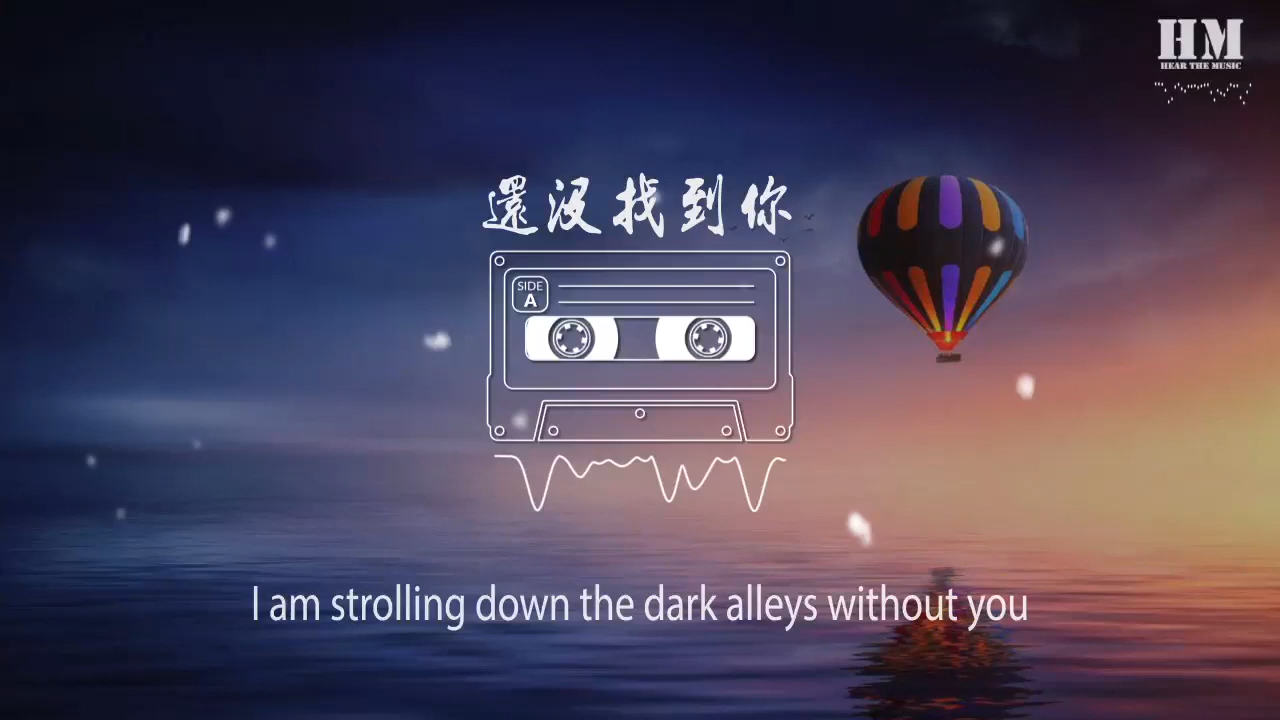 HM
HEAR THE MUSIC
還沒找到你
SIDE
A
I am strolling down the dark alleys without you